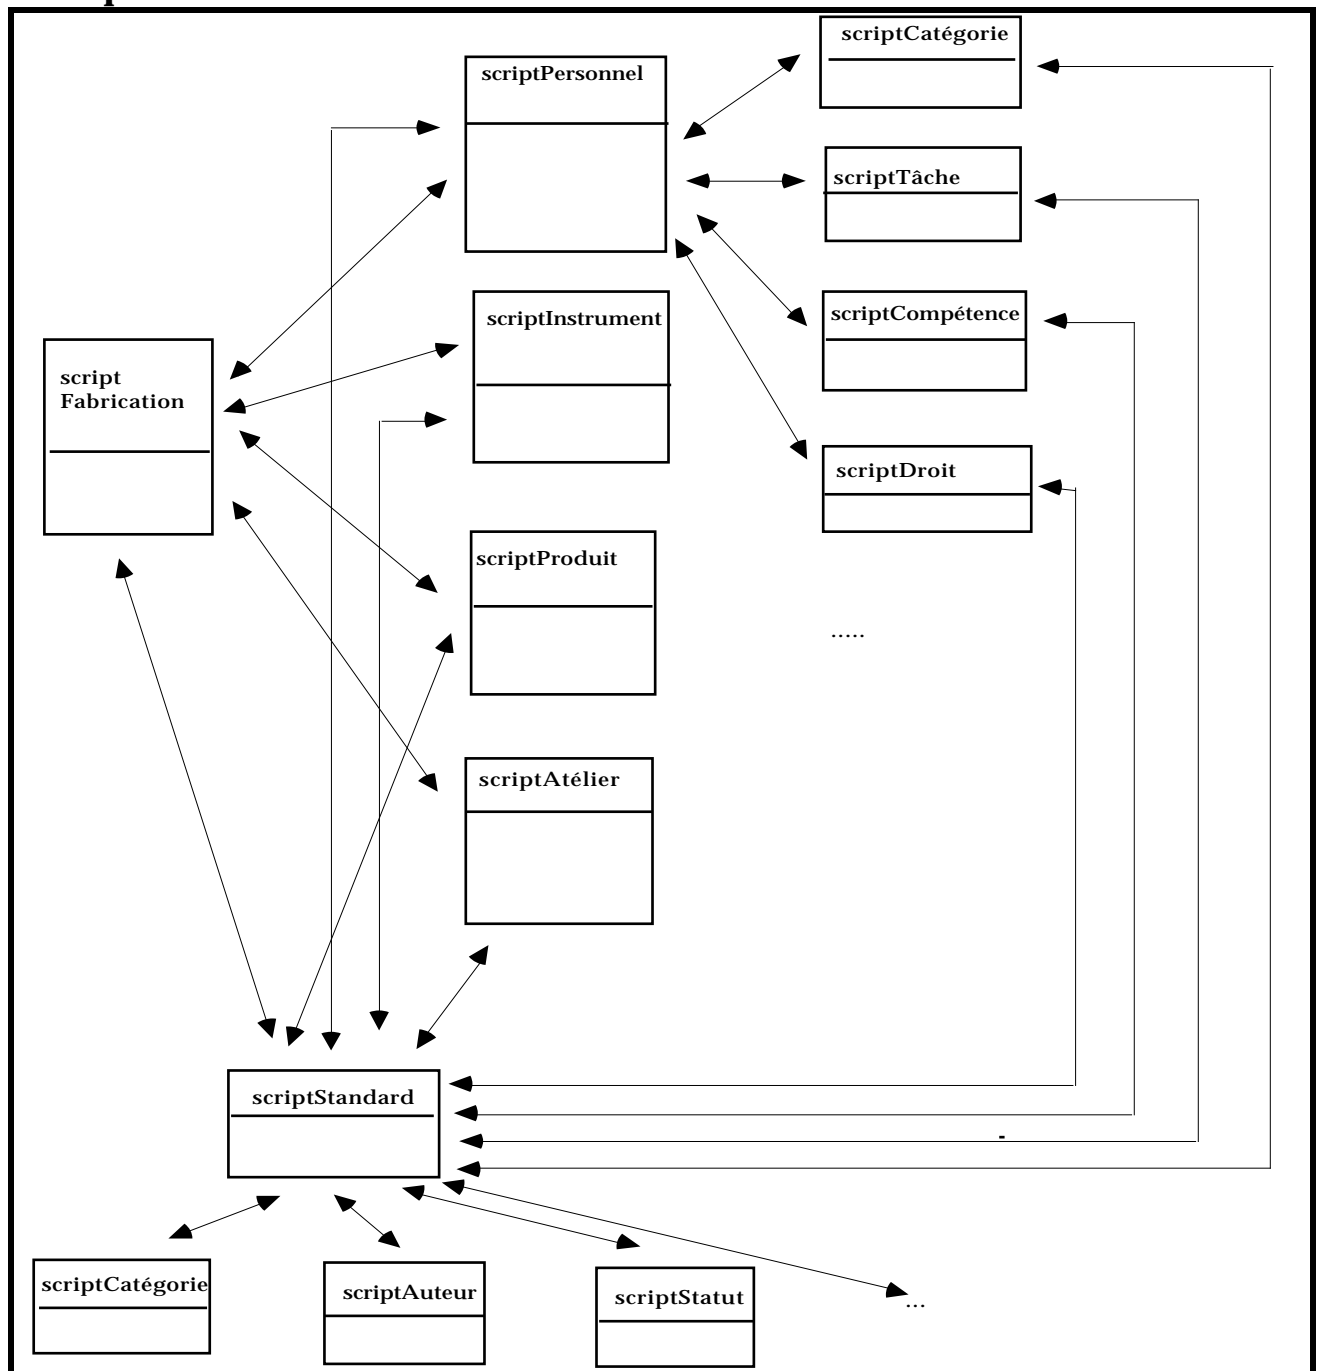 scriptCatégorie
scriptPersonnel
scriptTâche
scriptInstrument
scriptCompétence
script
Fabrication
scriptDroit
scriptProduit
.....
scriptAtélier
scriptStandard
-
scriptCatégorie
scriptAuteur
scriptStatut
...